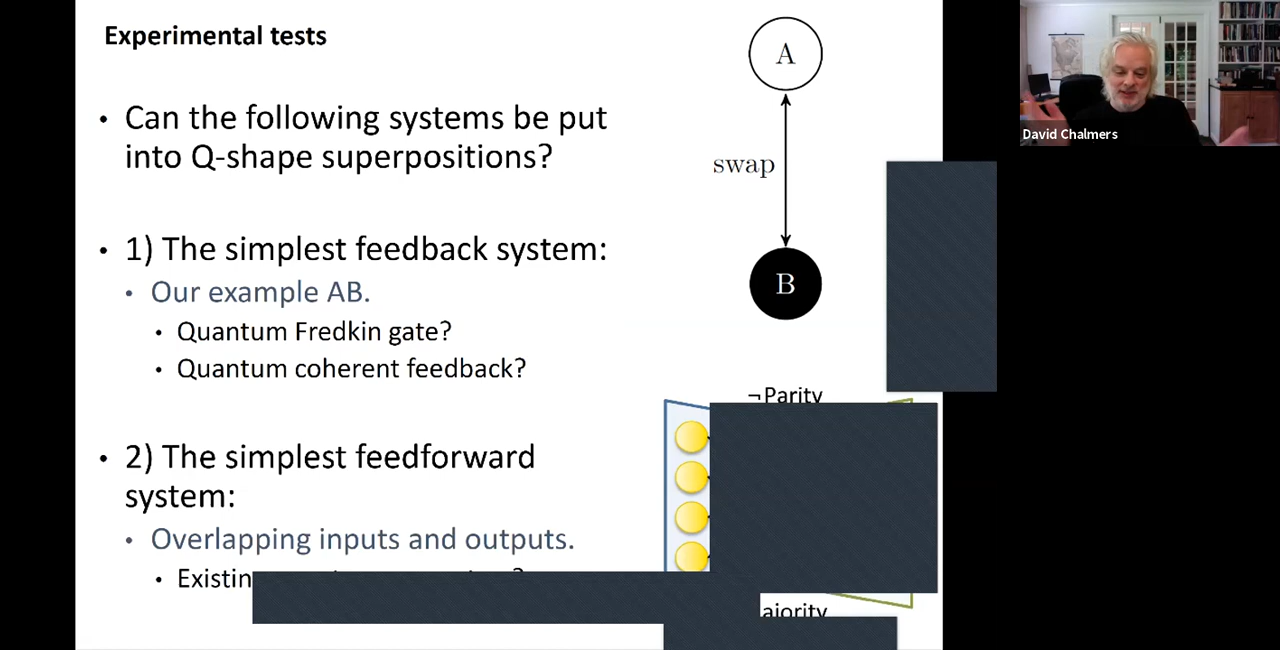 Experimental tests
• Can the following systems be put
into Q-shape superpositions?
• 1) The simplest feedback system:
• Our example AB.
• Quantum Fredkin gate?
• Quantum coherent feedback?
• 2) The simplest feedforward
system:
• Overlapping inputs and outputs.
•
A
swap
B
¬Parity
David Chalmers